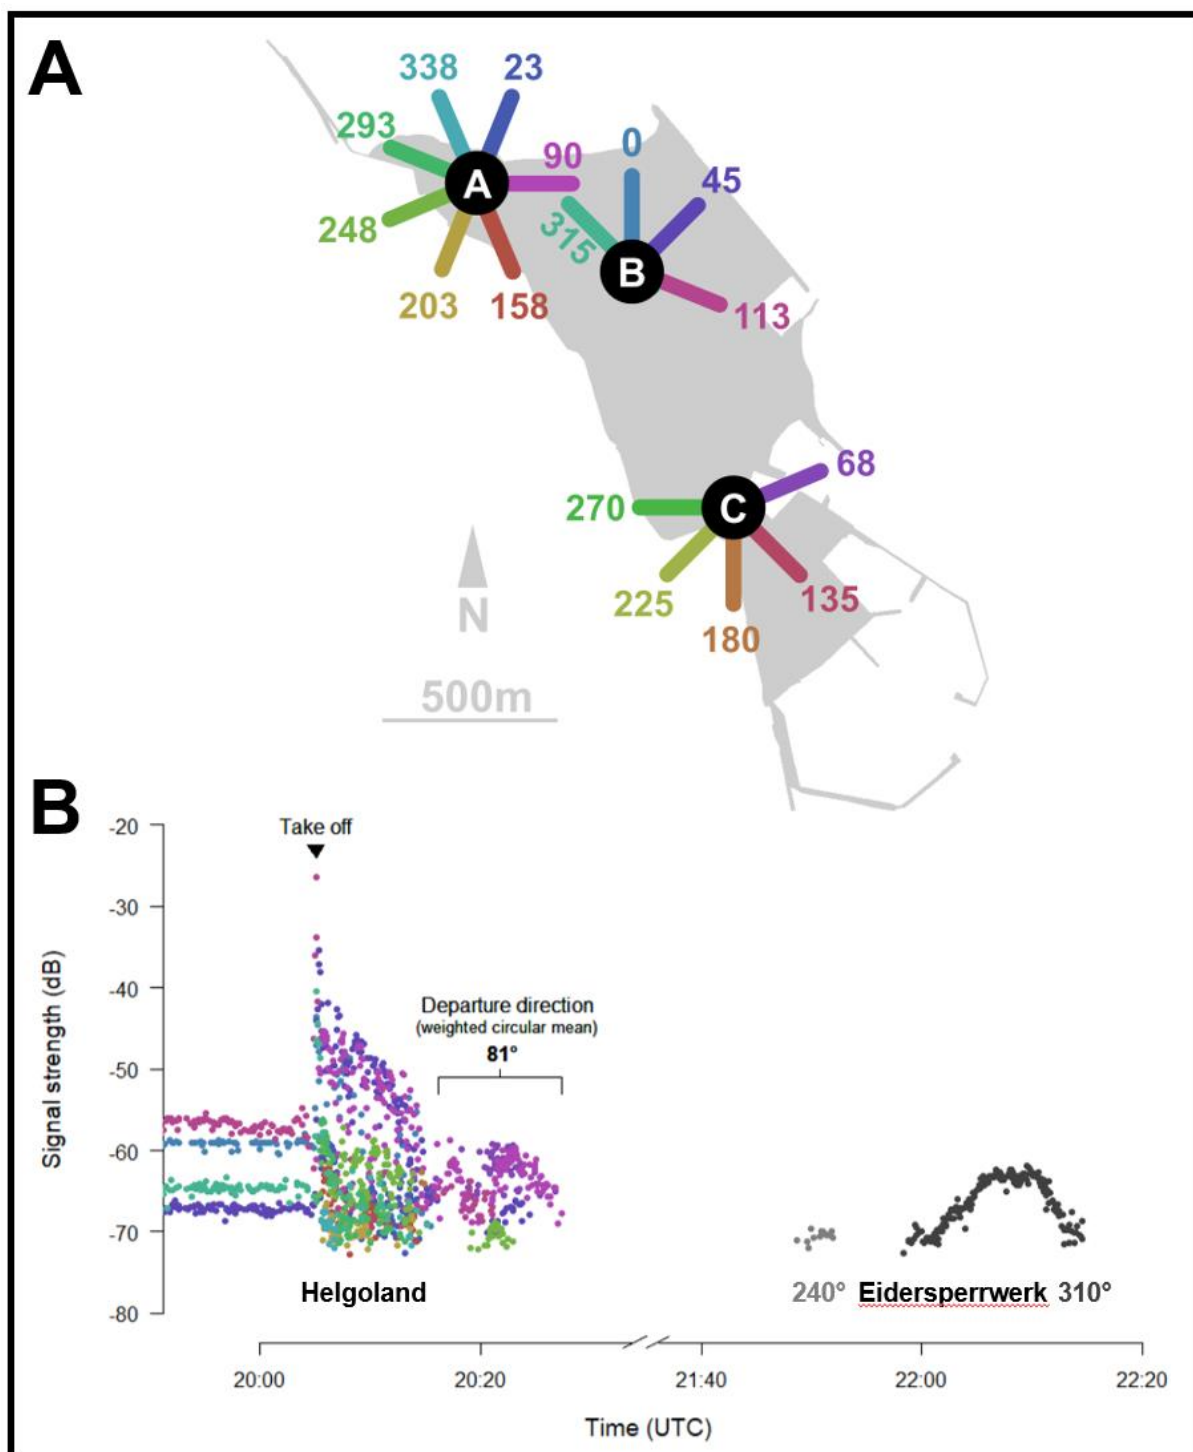 A
338 23
293
90
0
45
A
248
315
B
203 158
113
68
270
C
225
135
180
N
500m
B
-20
Take off
-30
-40
Departure direction
(weighted circular mean)
81°
-50
-60
-70
-80
Signal strength (dB)
Helgoland
240° Eidersperrwerk 310°
20:00 20:20 21:40 22:00 22:20
Time (UTC)